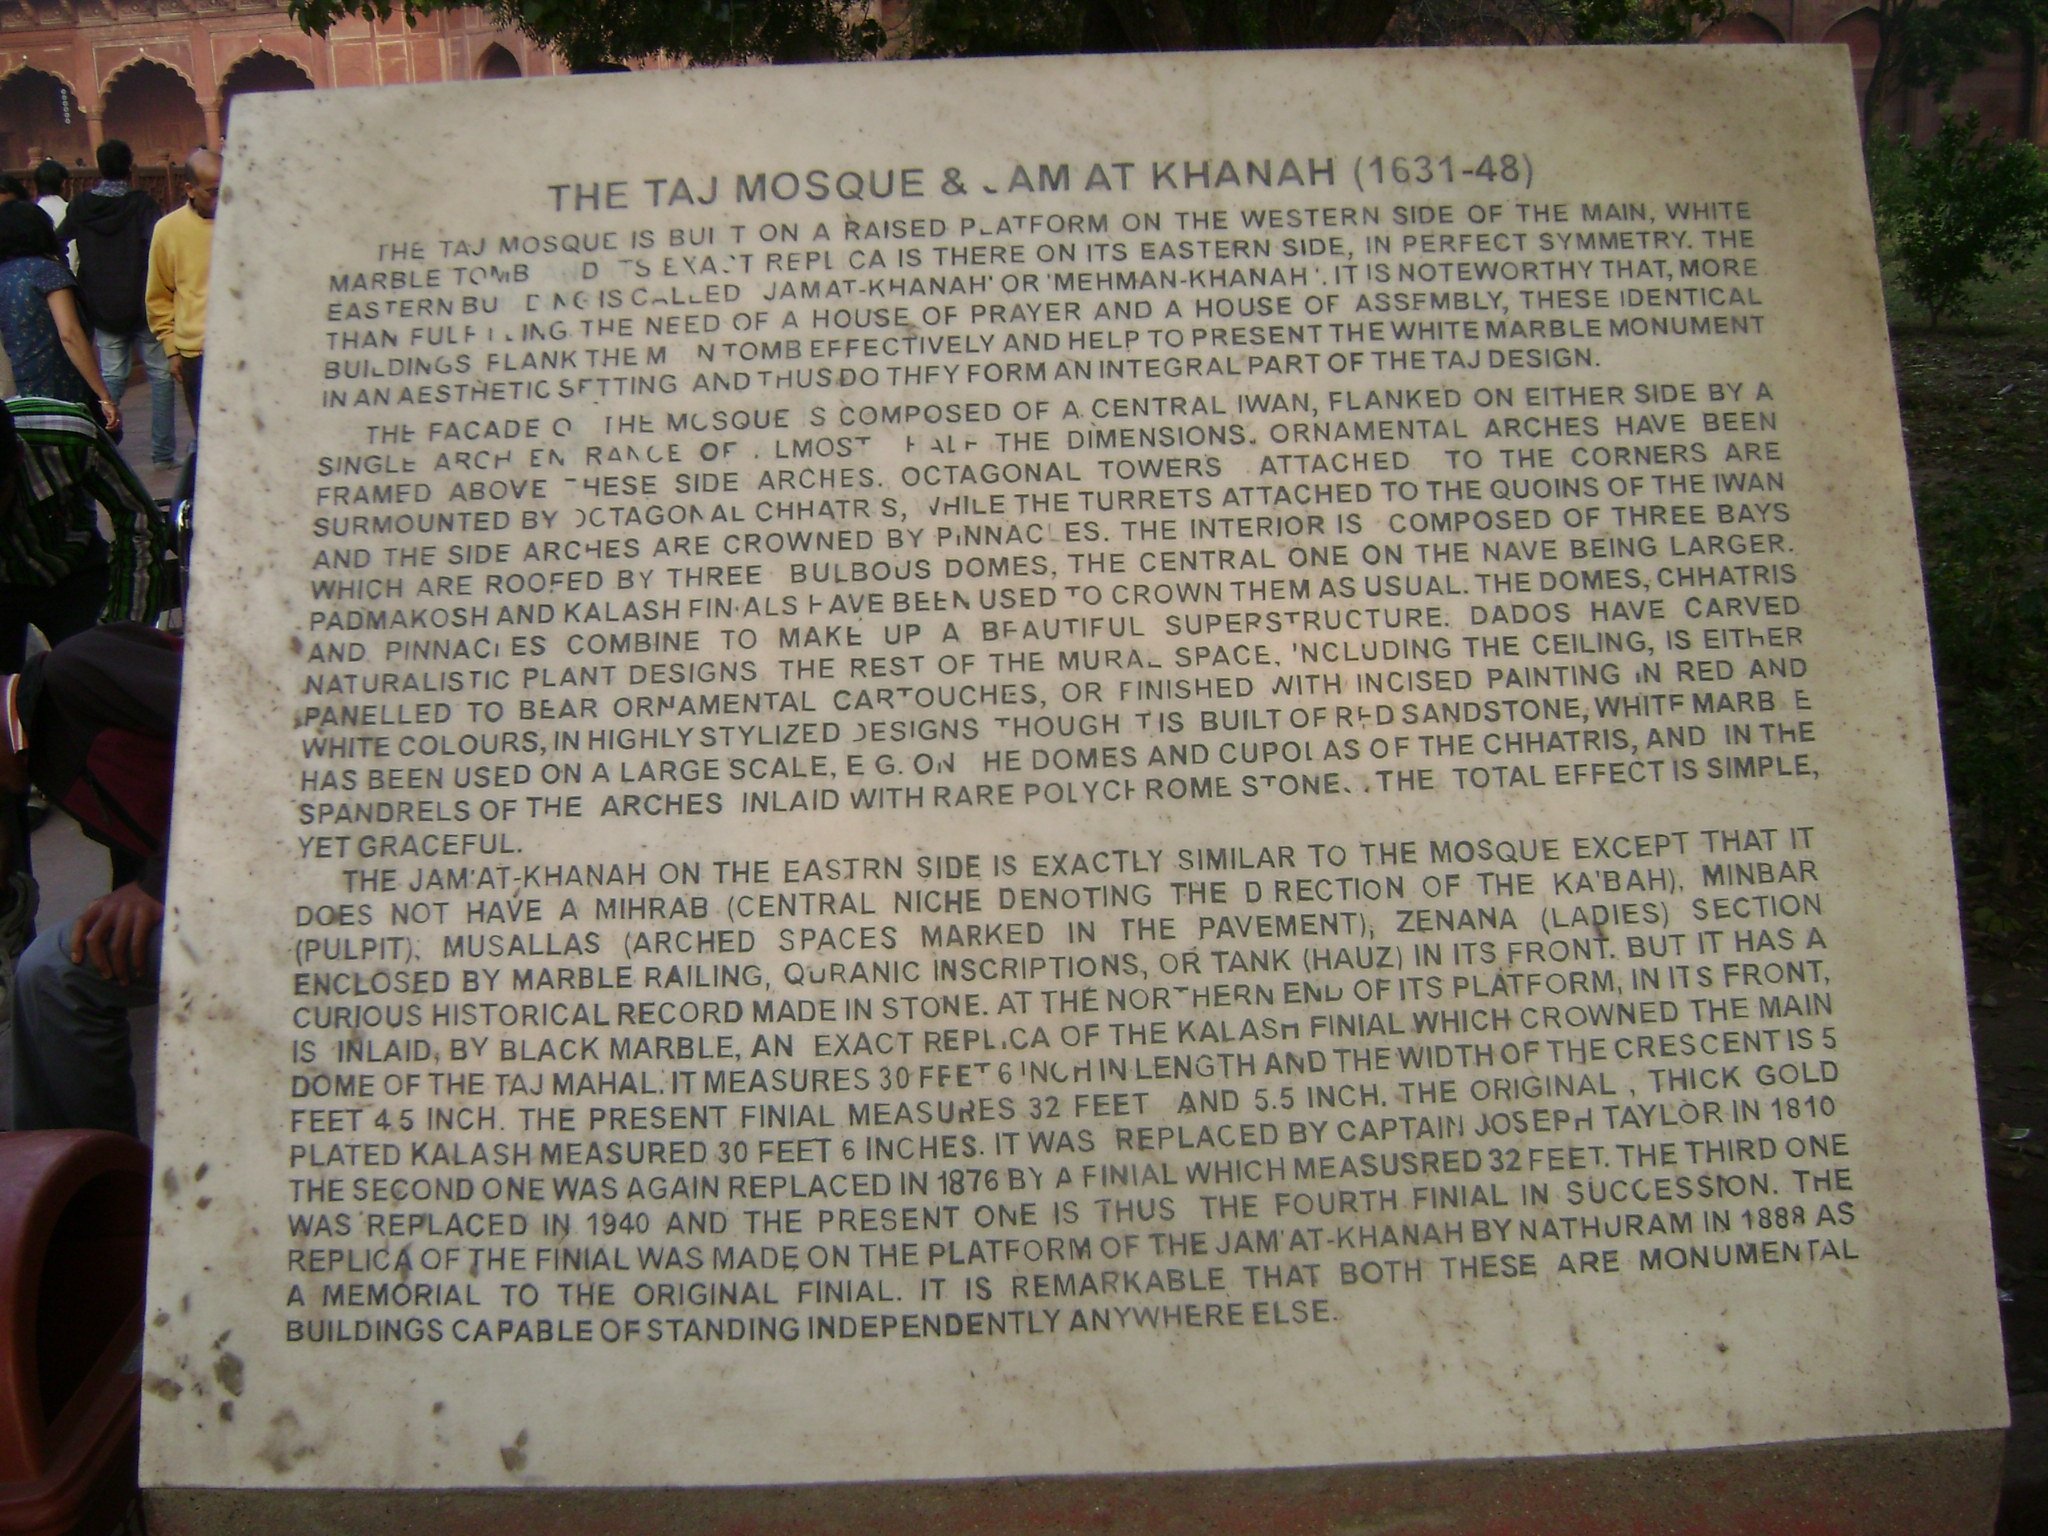 THE TAJ MOSQUE & JAM AT KHANAH (1631-48)
THE TAJ MOSQUE IS BUILT ON A RAISED PLATFORM ON THE WESTERN SIDE OF THE MAIN, WHITE
MARBLE TOMB AND ITS EXACT REPLICA IS THERE ON ITS EASTERN SIDE, IN PERFECT SYMMETRY. THE
EASTERN BUILDING IS CALLED 'JAMAT-KHANAH' OR 'MEHMAN-KHANAH'. IT IS NOTEWORTHY THAT, MORE
THAN FULFILLING THE NEED OF A HOUSE OF PRAYER AND A HOUSE OF ASSEMBLY, THESE IDENTICAL
BUILDINGS FLANK THE MAIN TOMB EFFECTIVELY AND HELP TO PRESENT THE WHITE MARBLE MONUMENT
IN AN AESTHETIC SETTING AND THUS DO THEY FORM AN INTEGRAL PART OF THE TAJ DESIGN.
THE FACADE OF THE MOSQUE IS COMPOSED OF A CENTRAL IWAN, FLANKED ON EITHER SIDE BY A
SINGLE ARCH ENTRANCE OF ALMOST HALF THE DIMENSIONS. ORNAMENTAL ARCHES HAVE BEEN
FRAMED ABOVE THESE SIDE ARCHES. OCTAGONAL TOWERS ATTACHED TO THE CORNERS ARE
SURMOUNTED BY OCTAGONAL CHHATRIS, WHILE THE TURRETS ATTACHED TO THE QUOINS OF THE IWAN
AND THE SIDE ARCHES ARE CROWNED BY PINNACLES. THE INTERIOR IS COMPOSED OF THREE BAYS
WHICH ARE ROOFED BY THREE BULBOUS DOMES, THE CENTRAL ONE ON THE NAVE BEING LARGER.
PADMAKOSH AND KALASH FINIALS HAVE BEEN USED TO CROWN THEM AS USUAL. THE DOMES, CHHATRIS
AND PINNACLES COMBINE TO MAKE UP A BEAUTIFUL SUPERSTRUCTURE. DADOS HAVE CARVED
NATURALISTIC PLANT DESIGNS THE REST OF THE MURAL SPACE, INCLUDING THE CEILING, IS EITHER
PANELLED TO BEAR ORNAMENTAL CARTOUCHES, OR FINISHED WITH INCISED PAINTING IN RED AND
WHITE COLOURS, IN HIGHLY STYLIZED DESIGNS THOUGH IT IS BUILT OF RED SANDSTONE, WHITE MARBLE
HAS BEEN USED ON A LARGE SCALE, E.G. ON THE DOMES AND CUPOLAS OF THE CHHATRIS, AND IN THE
SPANDRELS OF THE ARCHES INLAID WITH RARE POLYCHROME STONE. . THE TOTAL EFFECT IS SIMPLE,
YET GRACEFUL.
THE JAM'AT-KHANAH ON THE EASTRN SIDE IS EXACTLY SIMILAR TO THE MOSQUE EXCEPT THAT IT
DOES NOT HAVE A MIHRAB (CENTRAL NICHE DENOTING THE DIRECTION OF THE KA'BAH), MINBAR
(PULPIT), MUSALLAS (ARCHED SPACES MARKED IN THE PAVEMENT), ZENANA (LADIES) SECTION
ENCLOSED BY MARBLE RAILING, QURANIC INSCRIPTIONS, OR TANK (HAUZ) IN ITS FRONT. BUT IT HAS A
CURIOUS HISTORICAL RECORD MADE IN STONE. AT THE NORTHERN END OF ITS PLATFORM, IN ITS FRONT,
IS INLAID, BY BLACK MARBLE, AN EXACT REPLICA OF THE KALASH FINIAL WHICH CROWNED THE MAIN
DOME OF THE TAJ MAHAL. IT MEASURES 30 FEET 6 INCH IN LENGTH AND THE WIDTH OF THE CRESCENT IS 5
FEET 4.5 INCH. THE PRESENT FINIAL MEASURES 32 FEET AND 5.5 INCH. THE ORIGINAL , THICK GOLD
PLATED KALASH MEASURED 30 FEET 6 INCHES. IT WAS REPLACED BY CAPTAIN JOSEPH TAYLOR IN 1810
THE SECOND ONE WAS AGAIN REPLACED IN 1876 BY A FINIAL WHICH MEASUSRED 32 FEET. THE THIRD ONE
WAS REPLACED IN 1940 AND THE PRESENT ONE IS THUS THE FOURTH FINIAL IN SUCCESSION. THE
REPLICA OF THE FINIAL WAS MADE ON THE PLATFORM OF THE JAM'AT-KHANAH BY NATHURAM IN 1888 AS
A MEMORIAL TO THE ORIGINAL FINIAL. IT IS REMARKABLE THAT BOTH THESE ARE MONUMENTAL
BUILDINGS CAPABLE OF STANDING INDEPENDENTLY ANYWHERE ELSE.